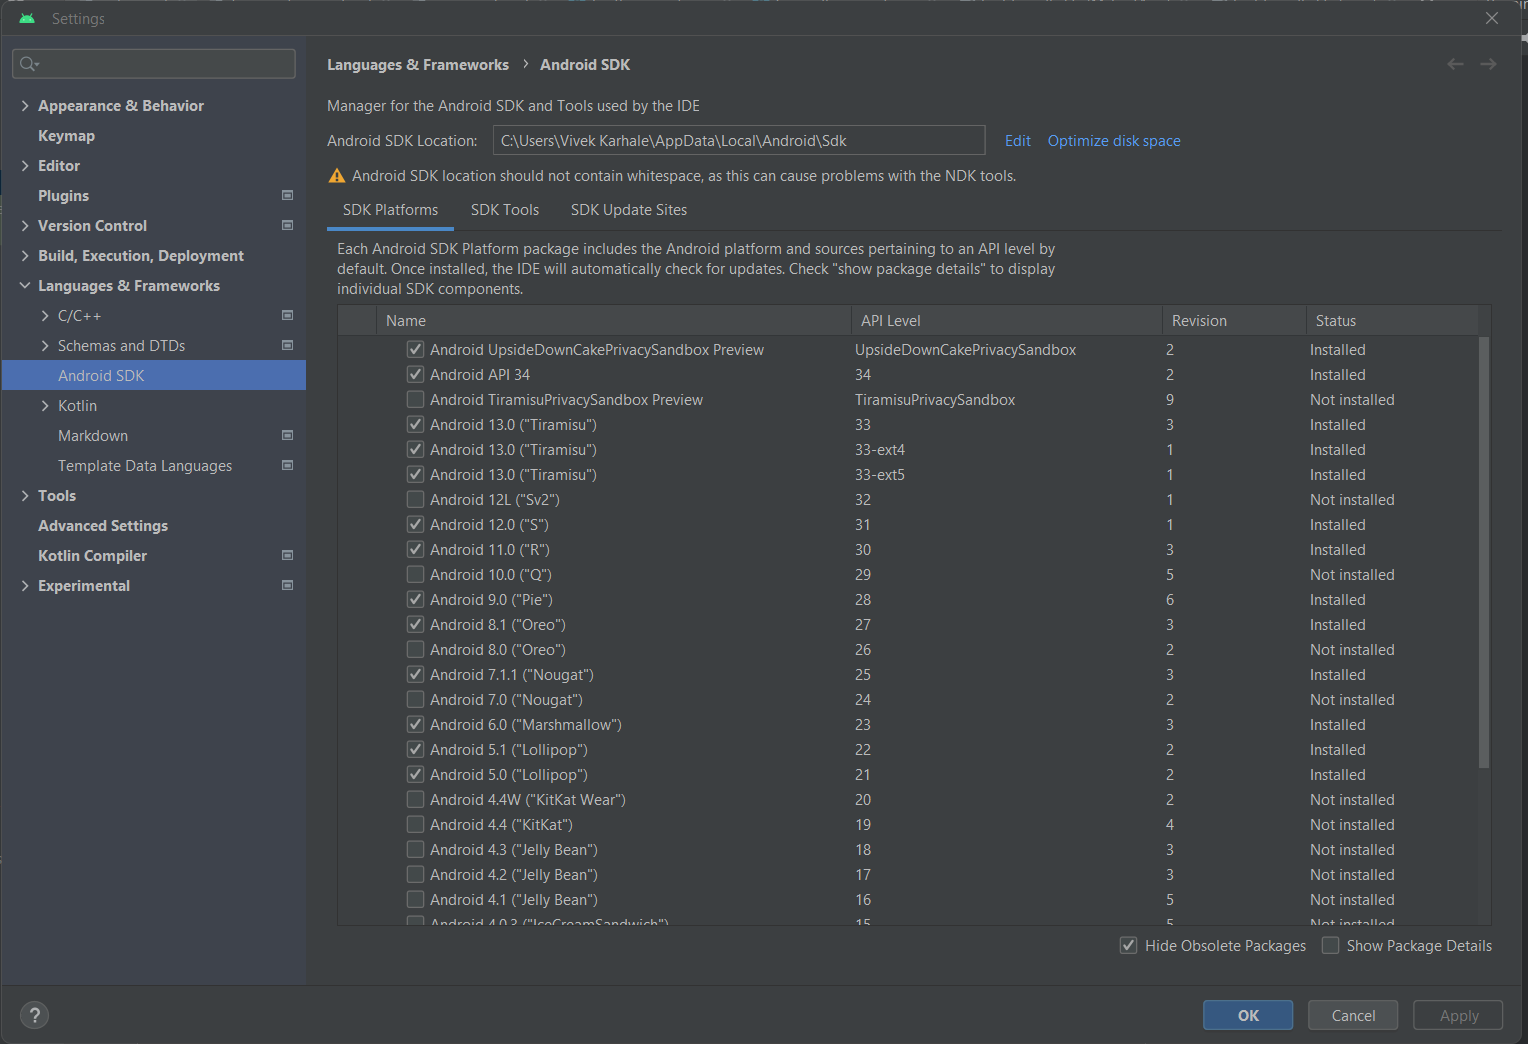 Settings
Languages & Frameworks › Android SDK
Appearance & Behavior
Keymap
Editor
Plugins
Version Control
Build, Execution, Deployment
Languages & Frameworks
C/C++
Schemas and DTDs
Android SDK
Kotlin
Markdown
Template Data Languages
Tools
Advanced Settings
Kotlin Compiler
Experimental
Manager for the Android SDK and Tools used by the IDE
Android SDK Location: C:\Users\Vivek Karhale\AppData\Local\Android\Sdk Edit Optimize disk space
Android SDK location should not contain whitespace, as this can cause problems with the NDK tools.
SDK Platforms SDK Tools SDK Update Sites
Each Android SDK Platform package includes the Android platform and sources pertaining to an API level by
default. Once installed, the IDE will automatically check for updates. Check "show package details" to display
individual SDK components.
Name API Level Revision Status
Android UpsideDownCakePrivacySandbox Preview UpsideDownCakePrivacySandbox 2 Installed
Android API 34 34 2 Installed
Android TiramisuPrivacySandbox Preview TiramisuPrivacySandbox 9 Not installed
Android 13.0 ("Tiramisu") 33 3 Installed
Android 13.0 ("Tiramisu") 33-ext4 1 Installed
Android 13.0 ("Tiramisu") 33-ext5 1 Installed
Android 12L ("Sv2") 32 1 Not installed
Android 12.0 ("S") 31 1 Installed
Android 11.0 ("R") 30 3 Installed
Android 10.0 ("Q") 29 5 Not installed
Android 9.0 ("Pie") 28 6 Installed
Android 8.1 ("Oreo") 27 3 Installed
Android 8.0 ("Oreo") 26 2 Not installed
Android 7.1.1 ("Nougat") 25 3 Installed
Android 7.0 ("Nougat") 24 2 Not installed
Android 6.0 ("Marshmallow") 23 3 Installed
Android 5.1 ("Lollipop") 22 2 Installed
Android 5.0 ("Lollipop") 21 2 Installed
Android 4.4W ("KitKat Wear") 20 2 Not installed
Android 4.4 ("KitKat") 19 4 Not installed
Android 4.3 ("Jelly Bean") 18 3 Not installed
Android 4.2 ("Jelly Bean") 17 3 Not installed
Android 4.1 ("Jelly Bean") 16 5 Not installed
Android 4.0.3 ("IceCreamSandwich") 15 5 Not installed
Hide Obsolete Packages Show Package Details
? OK Cancel Apply